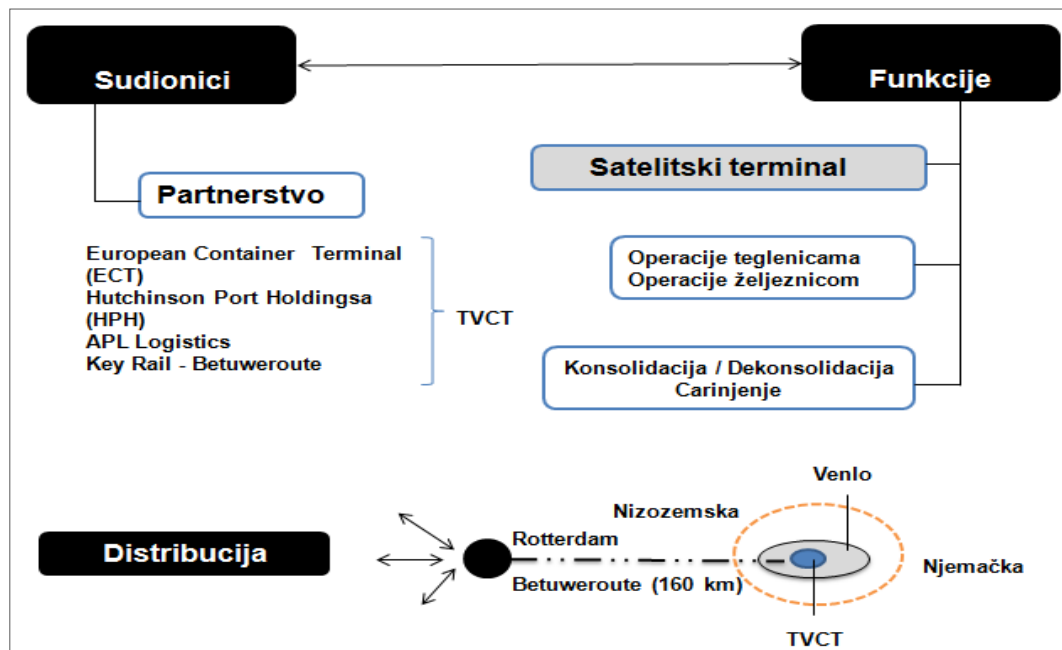 Sudionici
Funkcije
Satelitski terminal
Partnerstvo
European Container Terminal
(ECT)
Hutchinson Port Holdingsa
(HPH)
APL Logistics
Key Rail - Betuweroute
TVCT
Operacije teglenicama
Operacije željeznicom
Konsolidacija / Dekonsolidacija
Carinjenje
Venlo
Nizozemska
Distribucija
Rotterdam
Betuweroute (160 km)
Njemačka
TVCT